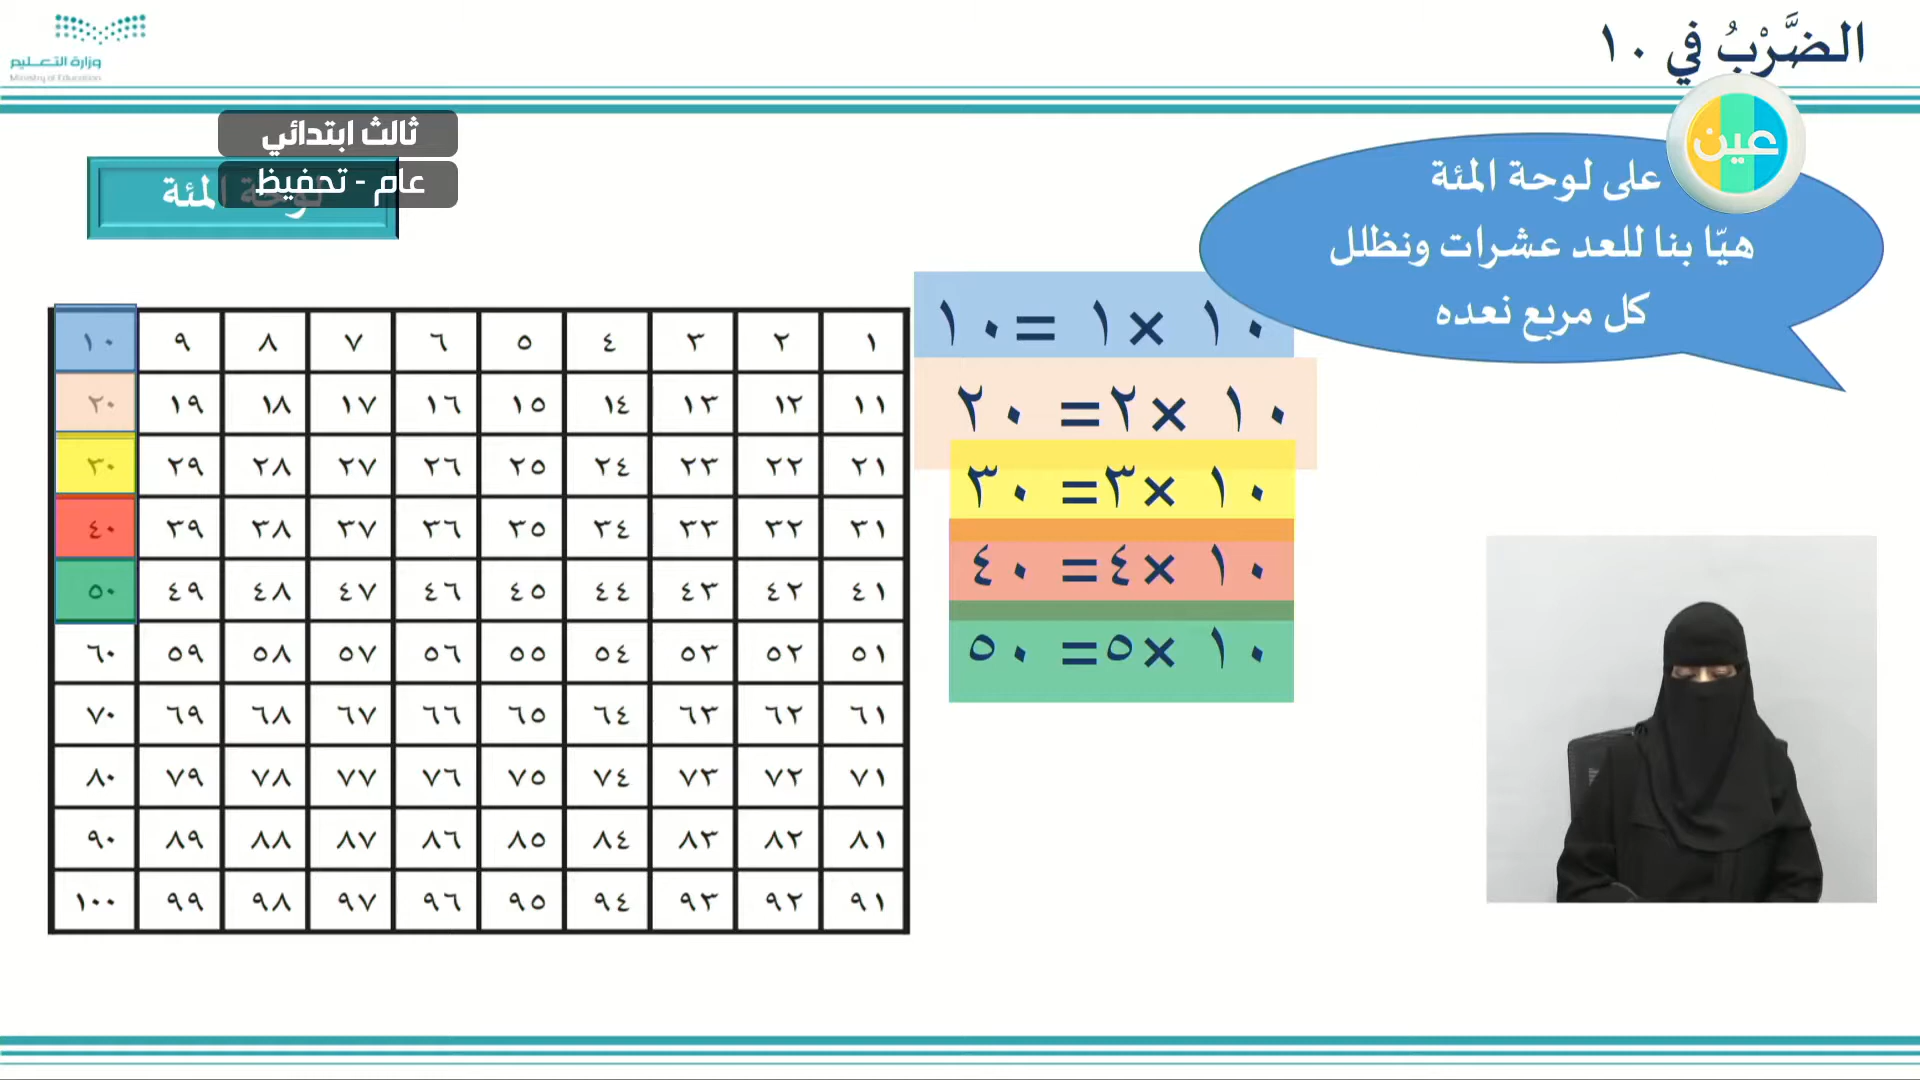 الضَّرْبُ في ١٠
وزارة التعليم
Ministry of Education
ثالث ابتدائي
عام - تحفيظ
لوحة المئة
عين
على لوحة المئة
هيّا بنا للعد عشرات ونظلل
كل مربع نعده
١٠ ×١ =١٠
١٠ ×٢= ٢٠
١٠ ×٣= ٣٠
١٠ ×٤= ٤٠
١٠ ×٥= ٥٠
١ ٢ ٣ ٤ ٥ ٦ ٧ ٨ ٩ ١٠
١١ ١٢ ١٣ ١٤ ١٥ ١٦ ١٧ ١٨ ١٩ ٢٠
٢١ ٢٢ ٢٣ ٢٤ ٢٥ ٢٦ ٢٧ ٢٨ ٢٩ ٣٠
٣١ ٣٢ ٣٣ ٣٤ ٣٥ ٣٦ ٣٧ ٣٨ ٣٩ ٤٠
٤١ ٤٢ ٤٣ ٤٤ ٤٥ ٤٦ ٤٧ ٤٨ ٤٩ ٥٠
٥١ ٥٢ ٥٣ ٥٤ ٥٥ ٥٦ ٥٧ ٥٨ ٥٩ ٦٠
٦١ ٦٢ ٦٣ ٦٤ ٦٥ ٦٦ ٦٧ ٦٨ ٦٩ ٧٠
٧١ ٧٢ ٧٣ ٧٤ ٧٥ ٧٦ ٧٧ ٧٨ ٧٩ ٨٠
٨١ ٨٢ ٨٣ ٨٤ ٨٥ ٨٦ ٨٧ ٨٨ ٨٩ ٩٠
٩١ ٩٢ ٩٣ ٩٤ ٩٥ ٩٦ ٩٧ ٩٨ ٩٩ ١٠٠